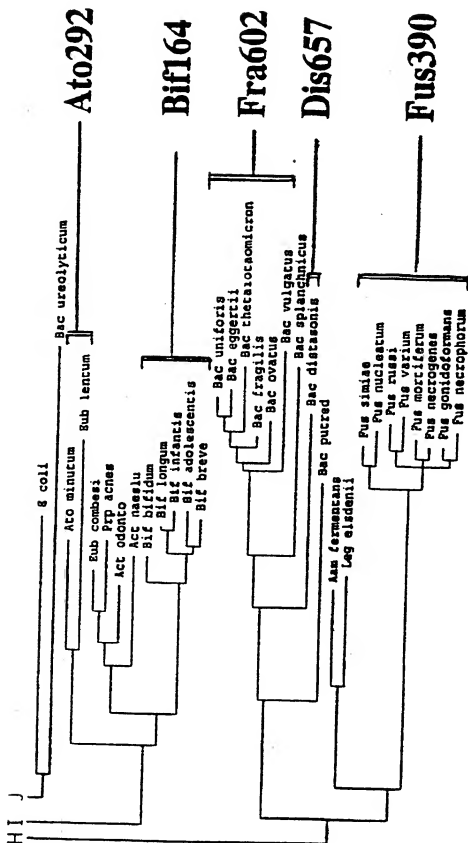 E coli
Bac ureolyticum
Ato minutum
Eub lentum
Eub combesi
Prp acnes
Act odonto
Act naeslu
Bif bifidum
Bif longum
Bif infantis
Bif adolescentis
Bif breve
Bac uniforis
Bac eggertii
Bac thetaiotaomicron
Bac fragilis
Bac ovatus
Bac vulgatus
Bac splanchnicus
Bac distasonis
Bac putred
Aam fermentans
Leg elsdenii
Fus simiae
Fus nucleatum
Fus russi
Fus varium
Fus mortiferum
Fus necrogenes
Fus gonidoformans
Fus necrophorum
Ato292
Bif164
Fra602
Dis657
Fus390
H I J